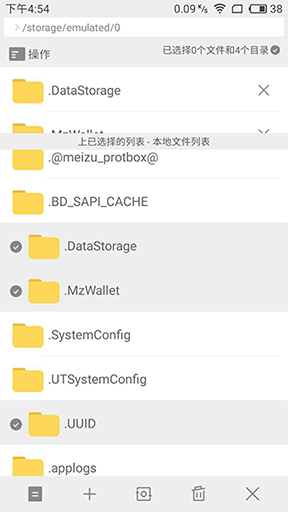 下午4:54
0.09 K/s
38
/storage/emulated/0
操作
已选择0个文件和4个目录
.DataStorage
.MzWallet
上已选择的列表 - 本地文件列表
.@meizu_protbox@
.BD_SAPI_CACHE
.DataStorage
.MzWallet
.SystemConfig
.UTSystemConfig
.UUID
.applogs